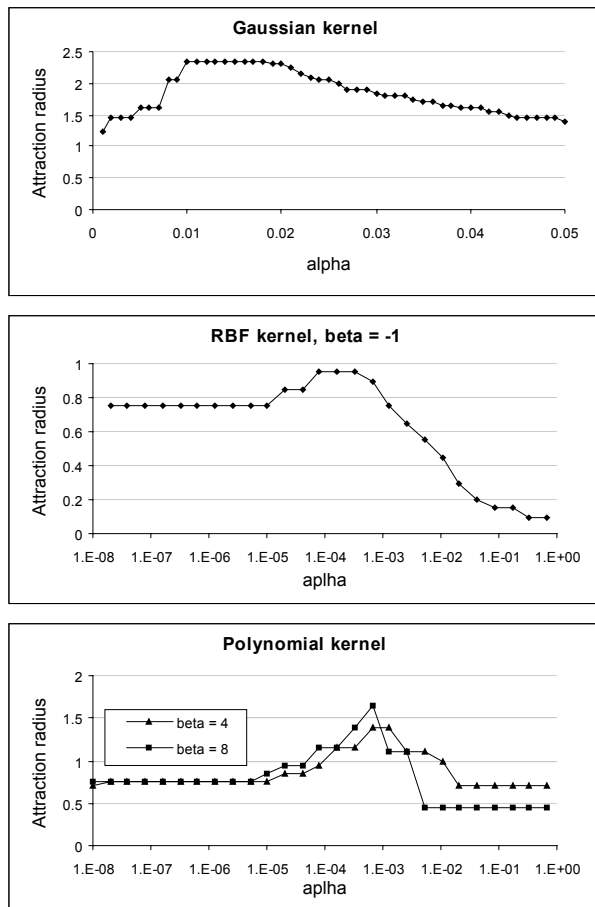 Gaussian kernel
2.5
2
1.5
1
0.5
0
Attraction radius
0 0.01 0.02 0.03 0.04 0.05
alpha
RBF kernel, beta = -1
1
0.8
0.6
0.4
0.2
0
Attraction radius
1.E-08 1.E-07 1.E-06 1.E-05 1.E-04 1.E-03 1.E-02 1.E-01 1.E+00
aplha
Polynomial kernel
2
1.5
1
0.5
0
Attraction radius
beta = 4
beta = 8
1.E-08 1.E-07 1.E-06 1.E-05 1.E-04 1.E-03 1.E-02 1.E-01 1.E+00
aplha